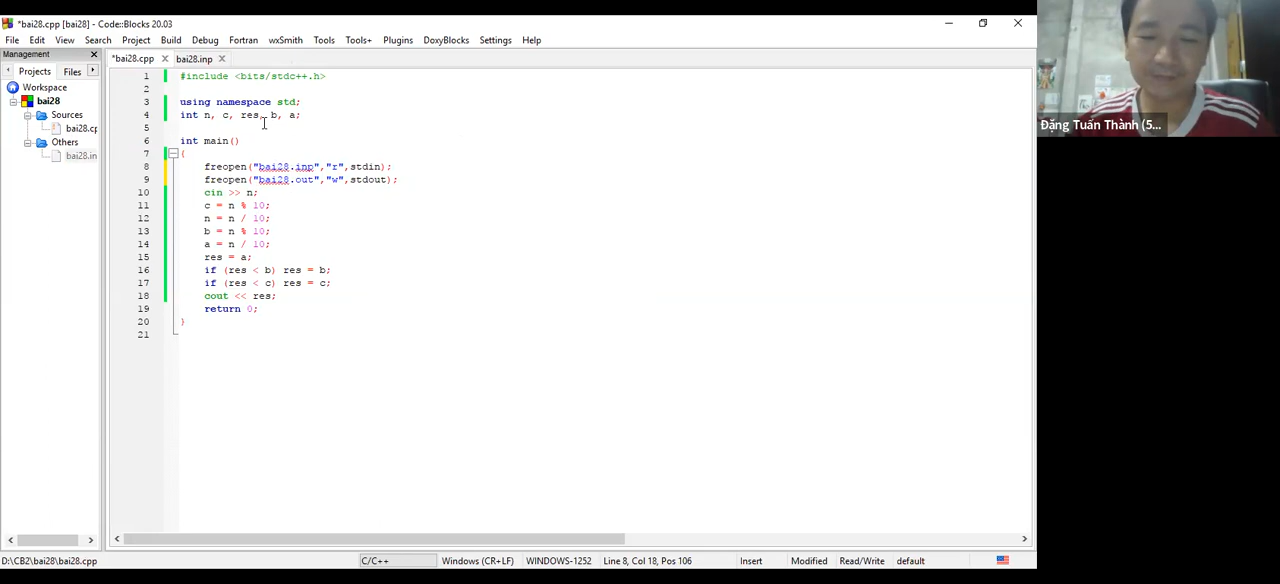 *bai28.cpp [bai28] - Code::Blocks 20.03
File Edit View Search Project Build Debug Fortran wxSmith Tools Tools+ Plugins DoxyBlocks Settings Help
Management
*bai28.cpp
bai28.inp
Projects Files
Workspace
bai28
Sources
bai28.cp
Others
bai28.in
1 #include <bits/stdc++.h>
2
3 using namespace std;
4 int n, c, res, b, a;
5
6 int main()
7 {
8 freopen("bai28.inp","r",stdin);
9 freopen("bai28.out","w",stdout);
10 cin >> n;
11 c = n % 10;
12 n = n / 10;
13 b = n % 10;
14 a = n / 10;
15 res = a;
16 if (res < b) res = b;
17 if (res < c) res = c;
18 cout << res;
19 return 0;
20 }
21
D:\CB2\bai28\bai28.cpp C/C++ Windows (CR+LF) WINDOWS-1252 Line 8, Col 18, Pos 106 Insert Modified Read/Write default
Đặng Tuấn Thành (5...